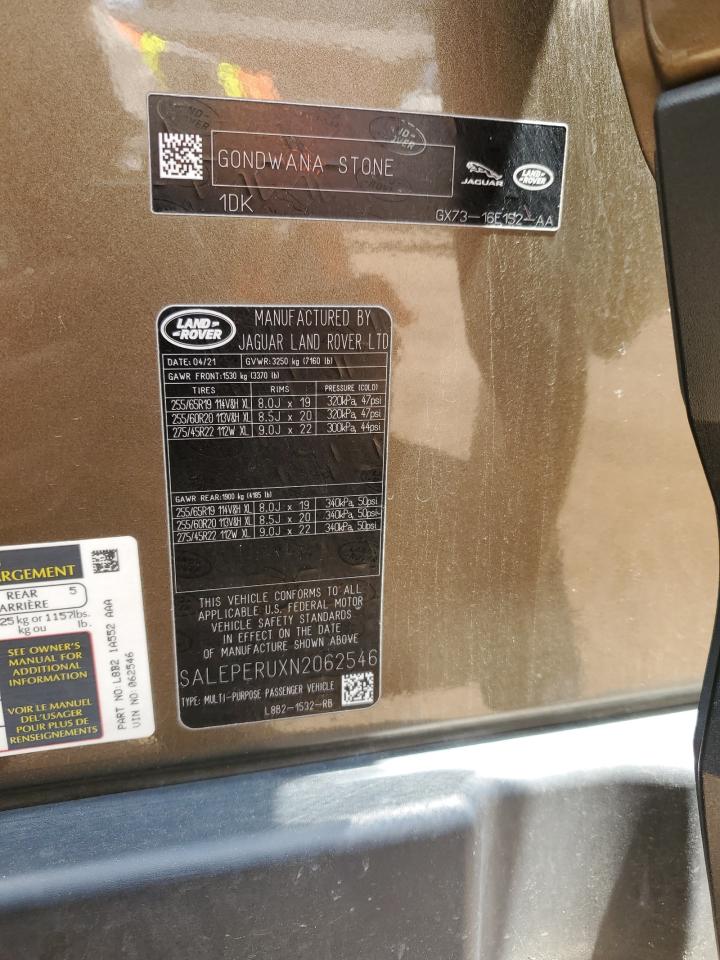 GONDWANA STONE
JAGUAR
LAND ROVER
1DK
GX73-16E152-AA
LAND ROVER
MANUFACTURED BY
JAGUAR LAND ROVER LTD
DATE: 04/21 GVWR: 3250 kg (7160 lb)
GAWR FRONT: 1530 kg (3370 lb)
TIRES RIMS PRESSURE (COLD)
255/65R19 114V&H XL 8.0J x 19 320kPa, 47psi
255/60R20 113V&H XL 8.5J x 20 320kPa, 47psi
275/45R22 112W XL 9.0J x 22 300kPa, 44psi
GAWR REAR: 1900 kg (4185 lb)
255/65R19 114V&H XL 8.0J x 19 340kPa, 50psi
255/60R20 113V&H XL 8.5J x 20 340kPa, 50psi
275/45R22 112W XL 9.0J x 22 340kPa, 50psi
THIS VEHICLE CONFORMS TO ALL
APPLICABLE U.S. FEDERAL MOTOR
VEHICLE SAFETY STANDARDS
IN EFFECT ON THE DATE
OF MANUFACTURE SHOWN ABOVE
SALEPERUXN2062546
TYPE: MULTI-PURPOSE PASSENGER VEHICLE
L8B2-1532-RB
REAR 5
ARRIÈRE
25 kg or 1157lbs.
kg ou lb.
SEE OWNER'S
MANUAL FOR
ADDITIONAL
INFORMATION
VOIR LE MANUEL
DEL'USAGER
POUR PLUS DE
RENSEIGNEMENTS
PART NO L8B2 1A552 AAA
VIN NO 062546